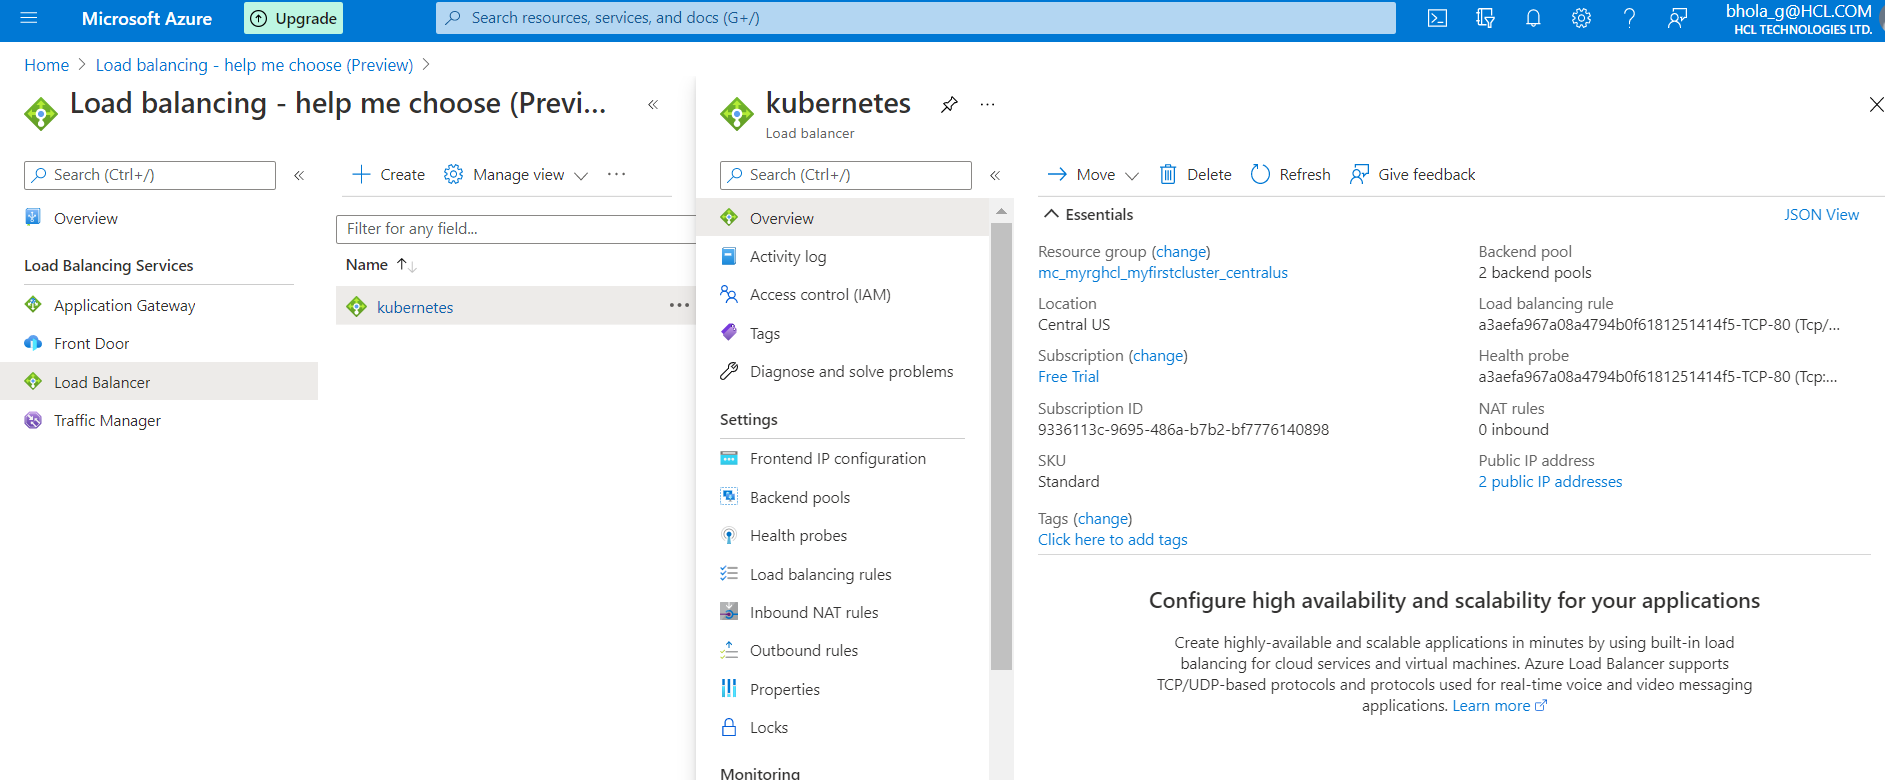 Microsoft Azure
Upgrade
Search resources, services, and docs (G+/)
bhola_g@HCL.COM
HCL TECHNOLOGIES LTD.
Home > Load balancing - help me choose (Preview) >
Load balancing - help me choose (Previ...
«
Search (Ctrl+/)
«
Overview
Load Balancing Services
Application Gateway
Front Door
Load Balancer
Traffic Manager
Create
Manage view
...
Filter for any field...
Name
kubernetes
...
kubernetes
...
Load balancer
Search (Ctrl+/)
«
Overview
Activity log
Access control (IAM)
Tags
Diagnose and solve problems
Settings
Frontend IP configuration
Backend pools
Health probes
Load balancing rules
Inbound NAT rules
Outbound rules
Properties
Locks
Monitoring
Move
Delete
Refresh
Give feedback
Essentials
JSON View
Resource group (change)
mc_myrghcl_myfirstcluster_centralus
Location
Central US
Subscription (change)
Free Trial
Subscription ID
9336113c-9695-486a-b7b2-bf7776140898
SKU
Standard
Tags (change)
Click here to add tags
Backend pool
2 backend pools
Load balancing rule
a3aefa967a08a4794b0f6181251414f5-TCP-80 (Tcp/...
Health probe
a3aefa967a08a4794b0f6181251414f5-TCP-80 (Tcp:...
NAT rules
0 inbound
Public IP address
2 public IP addresses
Configure high availability and scalability for your applications
Create highly-available and scalable applications in minutes by using built-in load
balancing for cloud services and virtual machines. Azure Load Balancer supports
TCP/UDP-based protocols and protocols used for real-time voice and video messaging
applications. Learn more